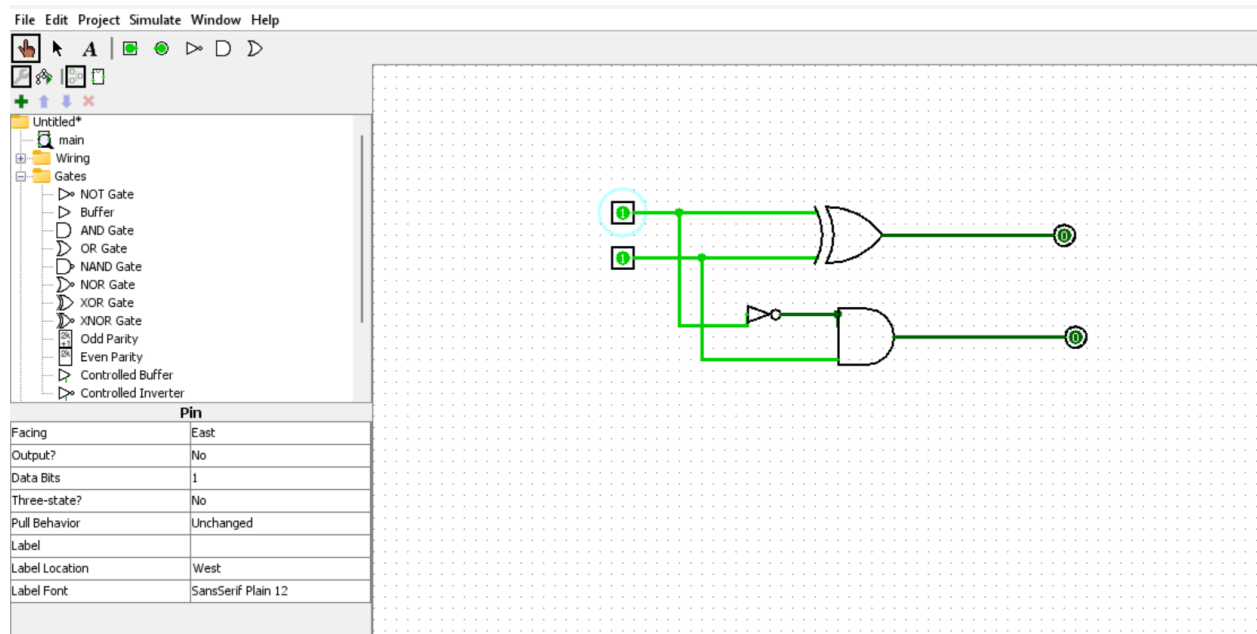 File Edit Project Simulate Window Help
A
Untitled*
main
Wiring
Gates
NOT Gate
Buffer
AND Gate
OR Gate
NAND Gate
NOR Gate
XOR Gate
XNOR Gate
Odd Parity
Even Parity
Controlled Buffer
Controlled Inverter
Pin
Facing East
Output? No
Data Bits 1
Three-state? No
Pull Behavior Unchanged
Label
Label Location West
Label Font SansSerif Plain 12
1
0
1
0